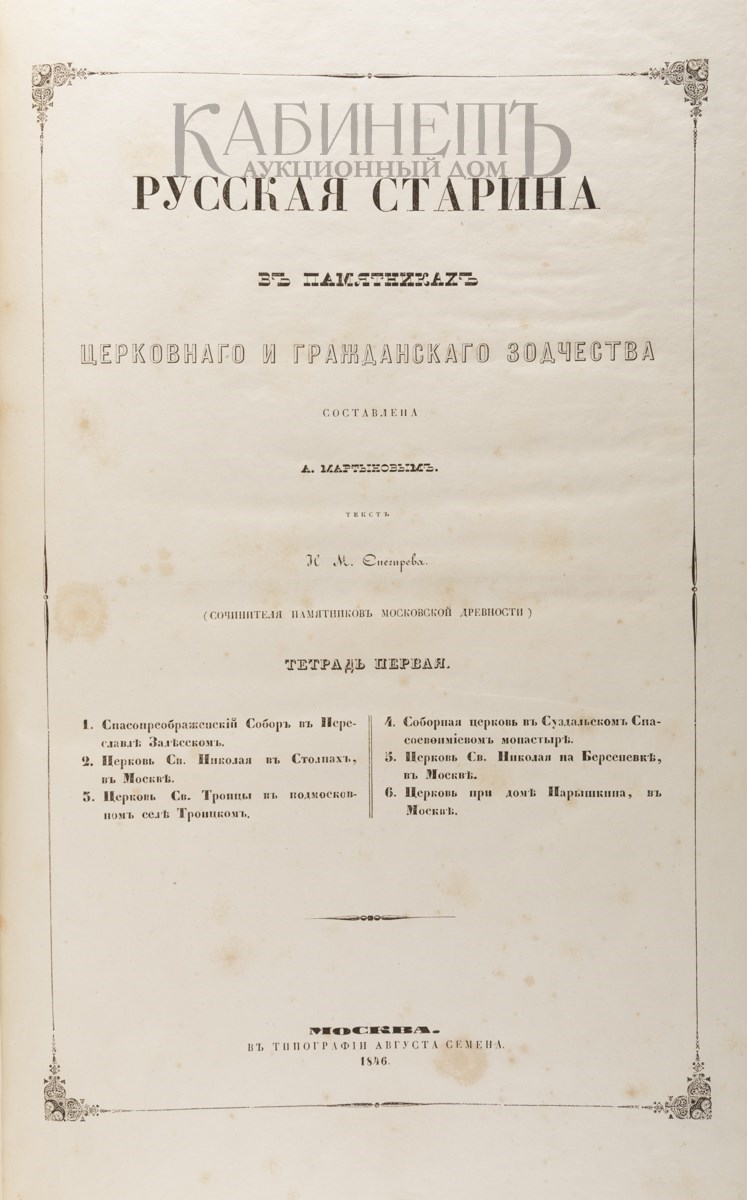 КАБИНЕТЪ
АУКЦИОННЫЙ ДОМ
РУССКАЯ СТАРИНА
ВЪ ПАМЯТНИКАХЪ
ЦЕРКОВНАГО И ГРАЖДАНСКАГО ЗОДЧЕСТВА
СОСТАВЛЕНА
А. МАРТЫНОВЫМЪ.
ТЕКСТЪ
И М. Снегирева.
(СОЧИНИТЕЛЯ ПАМЯТНИКОВЪ МОСКОВСКОЙ ДРЕВНОСТИ)
ТЕТРАДЬ ПЕРВАЯ.
1. Спасопреображенскій Соборъ въ Пере-
славлѣ Залѣсскомъ.
2. Церковь Св. Николая въ Столпахъ,
въ Москвѣ.
3. Церковь Св. Троицы въ подмосков-
номъ селѣ Троицкомъ.
4. Соборная церковь въ Суздальскомъ Спа-
соевѳиміевомъ монастырѣ.
5. Церковь Св. Николая на Берсеневкѣ,
въ Москвѣ.
6. Церковь при домѣ Нарышкина, въ
Москвѣ.
МОСКВА.
ВЪ ТИПОГРАФІИ АВГУСТА СЕМЕНА.
1846.